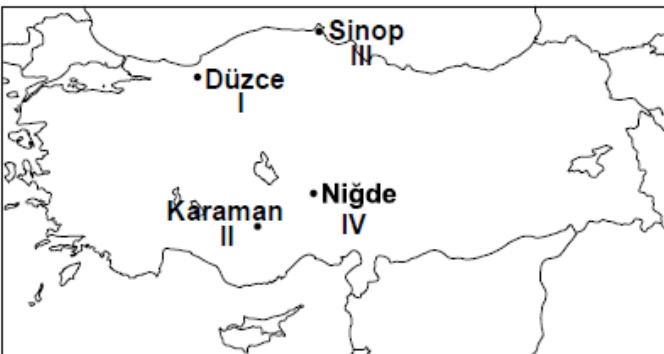 Sinop
III
Düzce
I
Niğde
IV
Karaman
II